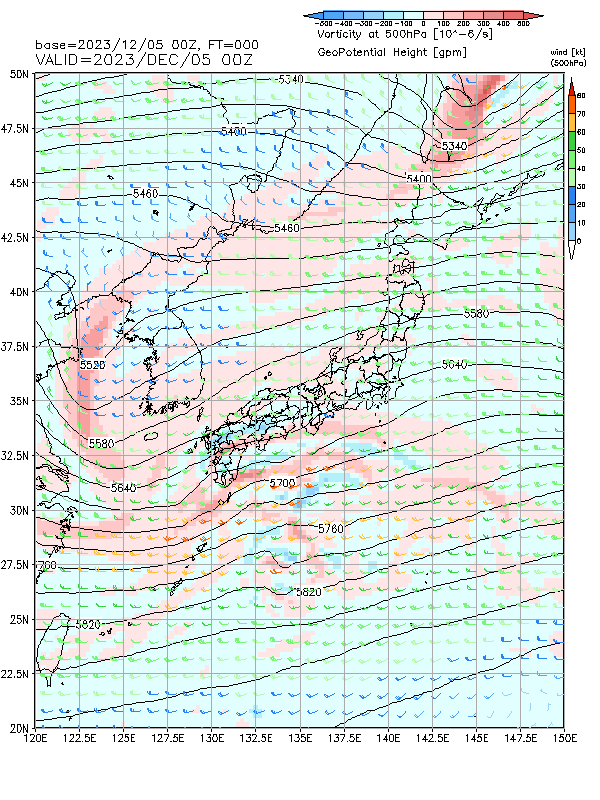 -500 -400 -300 -200 -100 0 100 200 300 400 500
Vorticity at 500hPa [10^-6/s]
GeoPotential Height [gpm]
base=2023/12/05 00Z, FT=000
VALID=2023/DEC/05 00Z
wind [kt]
(500hPa)
80
70
60
50
40
30
20
10
0
50N
47.5N
45N
42.5N
40N
37.5N
35N
32.5N
30N
27.5N
25N
22.5N
20N
5340
5400
5340
5400
5460
5460
5580
5520
5640
5580
5640
5700
5760
5820
5820
120E 122.5E 125E 127.5E 130E 132.5E 135E 137.5E 140E 142.5E 145E 147.5E 150E